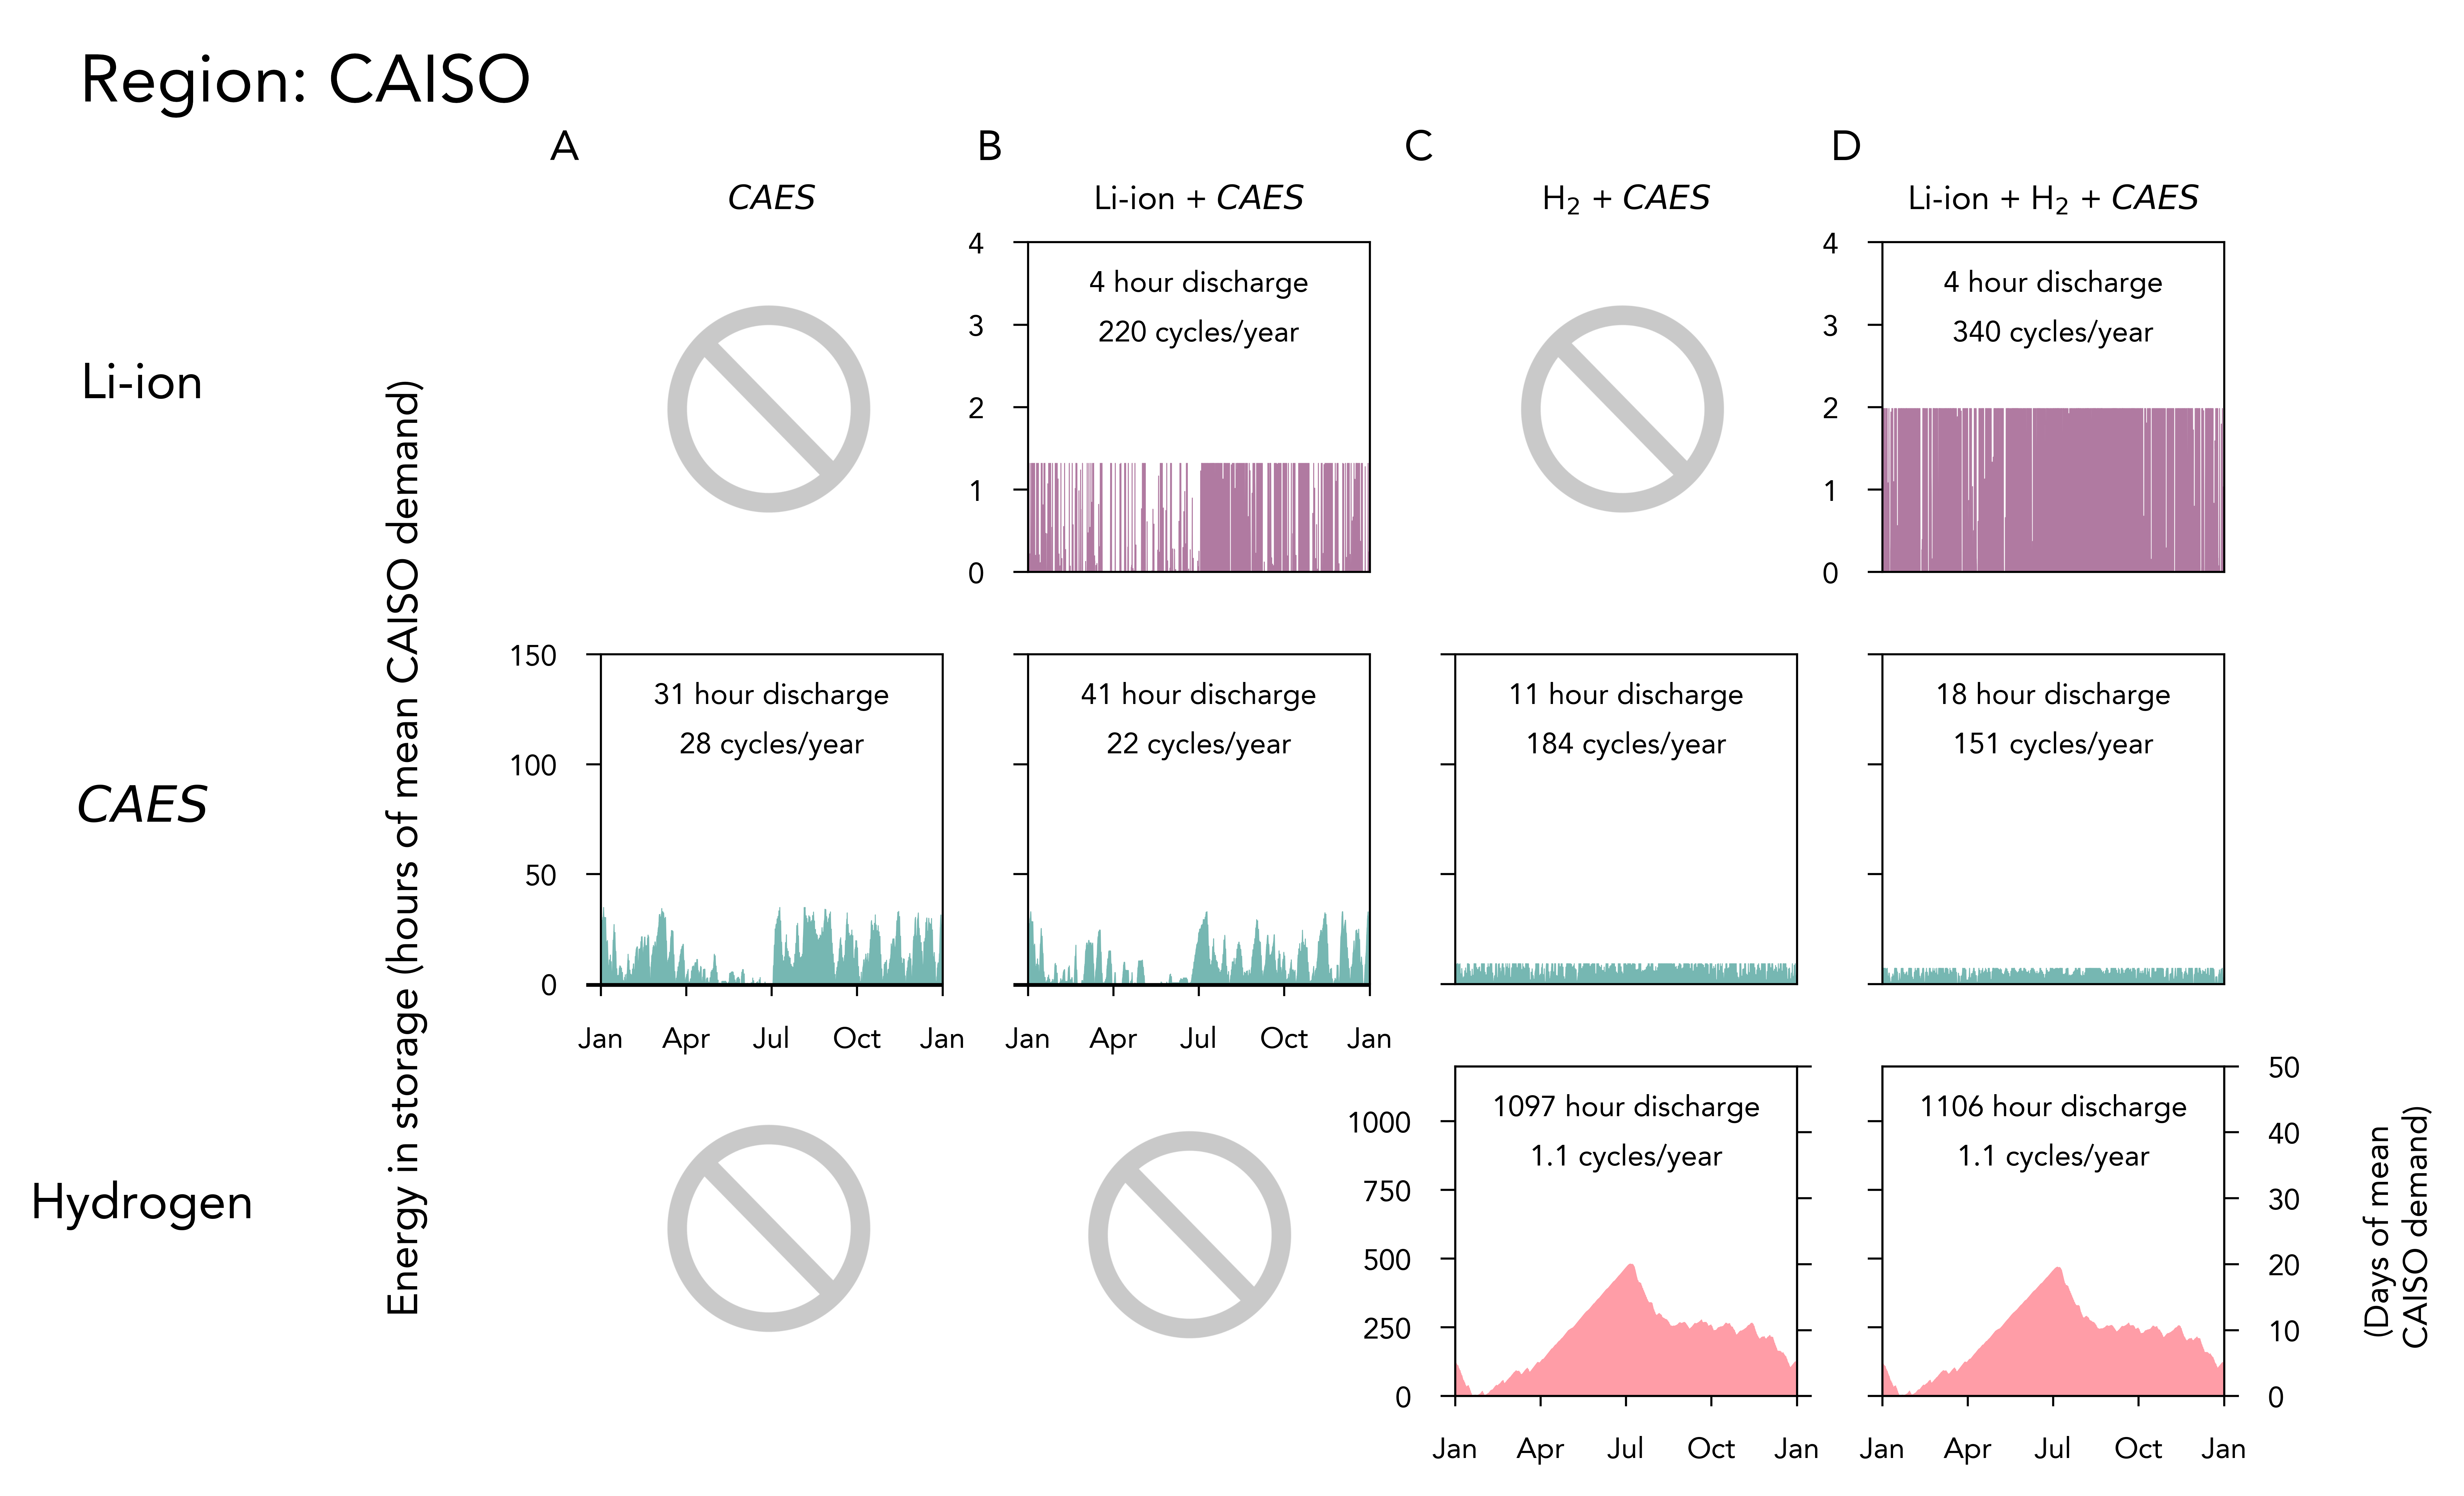 Region: CAISO
A
B
C
D
CAES
Li-ion + CAES
H₂ + CAES
Li-ion + H₂ + CAES
Li-ion
CAES
Hydrogen
Energy in storage (hours of mean CAISO demand)
4
3
2
1
0
4 hour discharge
220 cycles/year
4
3
2
1
0
4 hour discharge
340 cycles/year
150
100
50
0
31 hour discharge
28 cycles/year
Jan Apr Jul Oct Jan
41 hour discharge
22 cycles/year
Jan Apr Jul Oct Jan
11 hour discharge
184 cycles/year
18 hour discharge
151 cycles/year
1000
750
500
250
0
1097 hour discharge
1.1 cycles/year
Jan Apr Jul Oct Jan
1106 hour discharge
1.1 cycles/year
Jan Apr Jul Oct Jan
50
40
30
20
10
0
(Days of mean
CAISO demand)